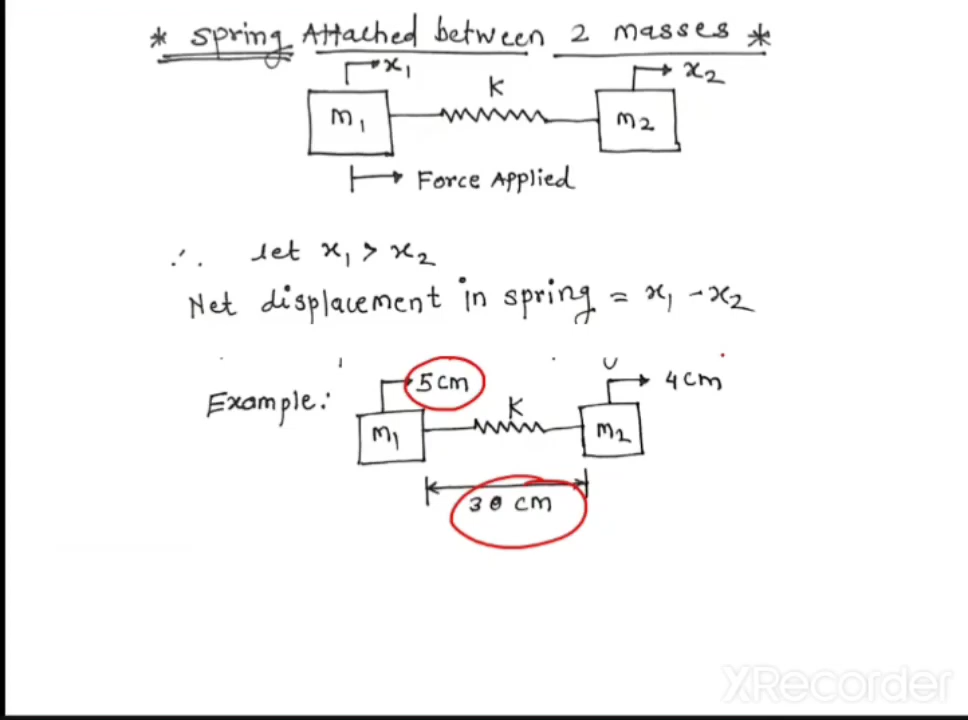 * Spring Attached between 2 masses *
x₁
x₂
K
m₁
m₂
Force Applied
∴ let x₁ > x₂
Net displacement in spring = x₁ - x₂
Example:
5cm
4cm
K
m₁
m₂
30 cm
XRecorder